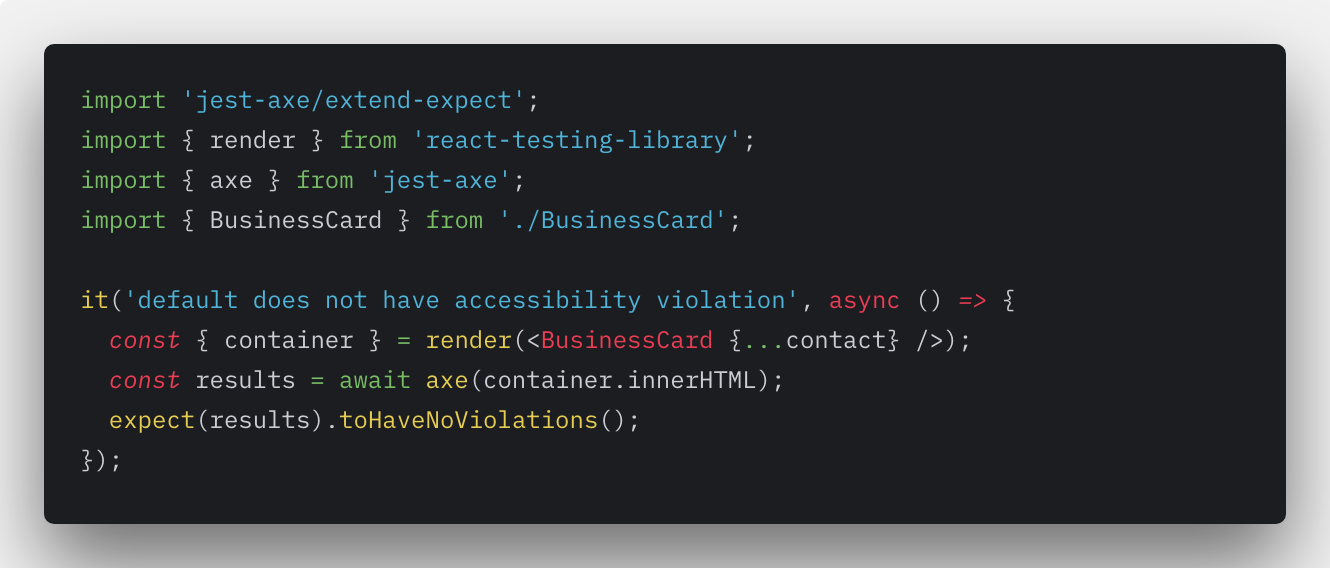 import 'jest-axe/extend-expect';
import { render } from 'react-testing-library';
import { axe } from 'jest-axe';
import { BusinessCard } from './BusinessCard';

it('default does not have accessibility violation', async () => {
  const { container } = render(<BusinessCard {...contact} />);
  const results = await axe(container.innerHTML);
  expect(results).toHaveNoViolations();
});